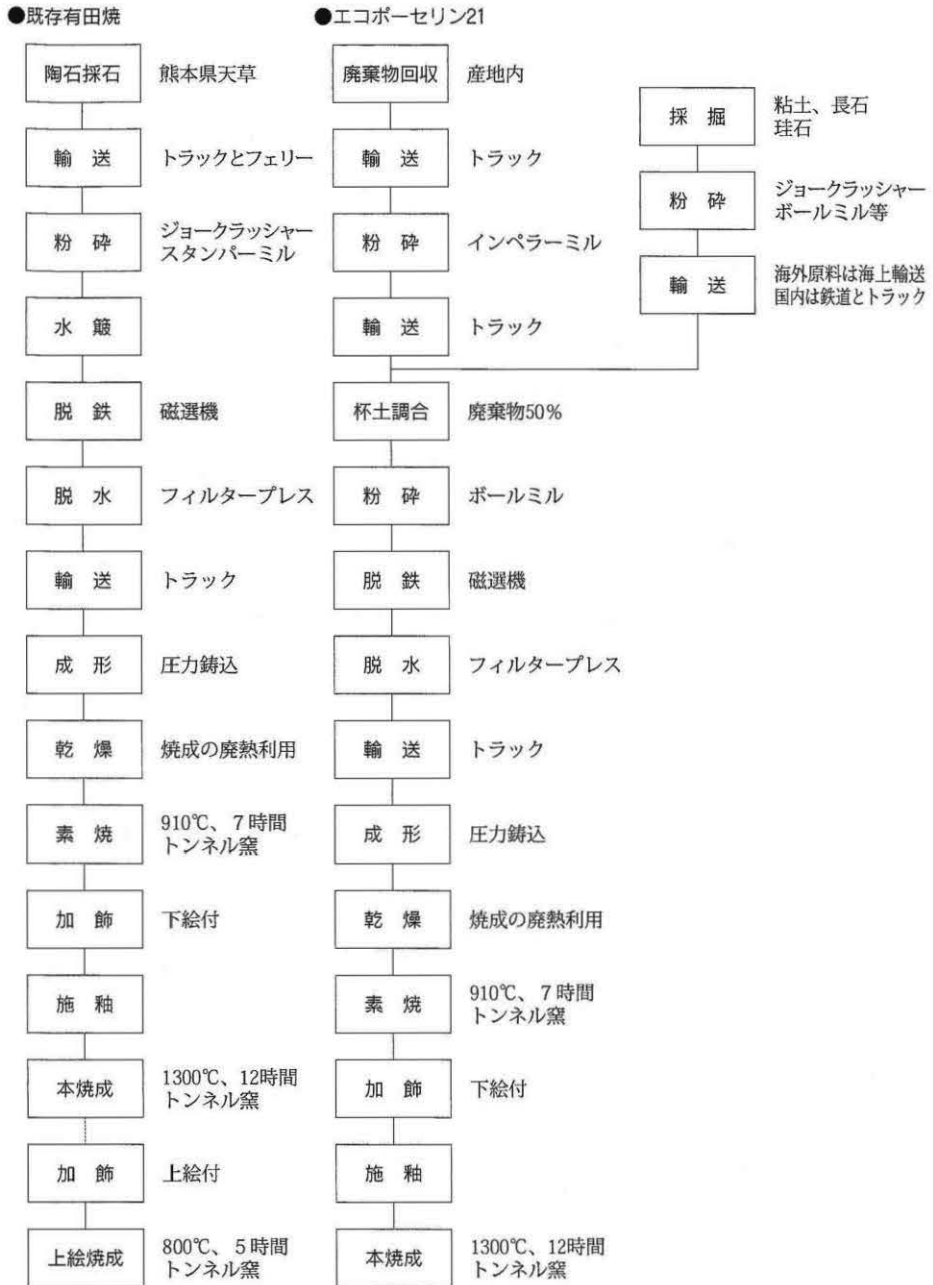 ●既存有田焼
陶石採石 熊本県天草
輸 送 トラックとフェリー
粉 砕 ジョークラッシャー
スタンパーミル
水 簸
脱 鉄 磁選機
脱 水 フィルタープレス
輸 送 トラック
成 形 圧力鋳込
乾 燥 焼成の廃熱利用
素 焼 910℃、7時間
トンネル窯
加 飾 下絵付
施 釉
本焼成 1300℃、12時間
トンネル窯
加 飾 上絵付
上絵焼成 800℃、5時間
トンネル窯
●エコポーセリン21
廃棄物回収 産地内
輸 送 トラック
粉 砕 インペラーミル
輸 送 トラック
杯土調合 廃棄物50%
粉 砕 ボールミル
脱 鉄 磁選機
脱 水 フィルタープレス
輸 送 トラック
成 形 圧力鋳込
乾 燥 焼成の廃熱利用
素 焼 910℃、7時間
トンネル窯
加 飾 下絵付
施 釉
本焼成 1300℃、12時間
トンネル窯
採 掘 粘土、長石
珪石
粉 砕 ジョークラッシャー
ボールミル等
輸 送 海外原料は海上輸送
国内は鉄道とトラック